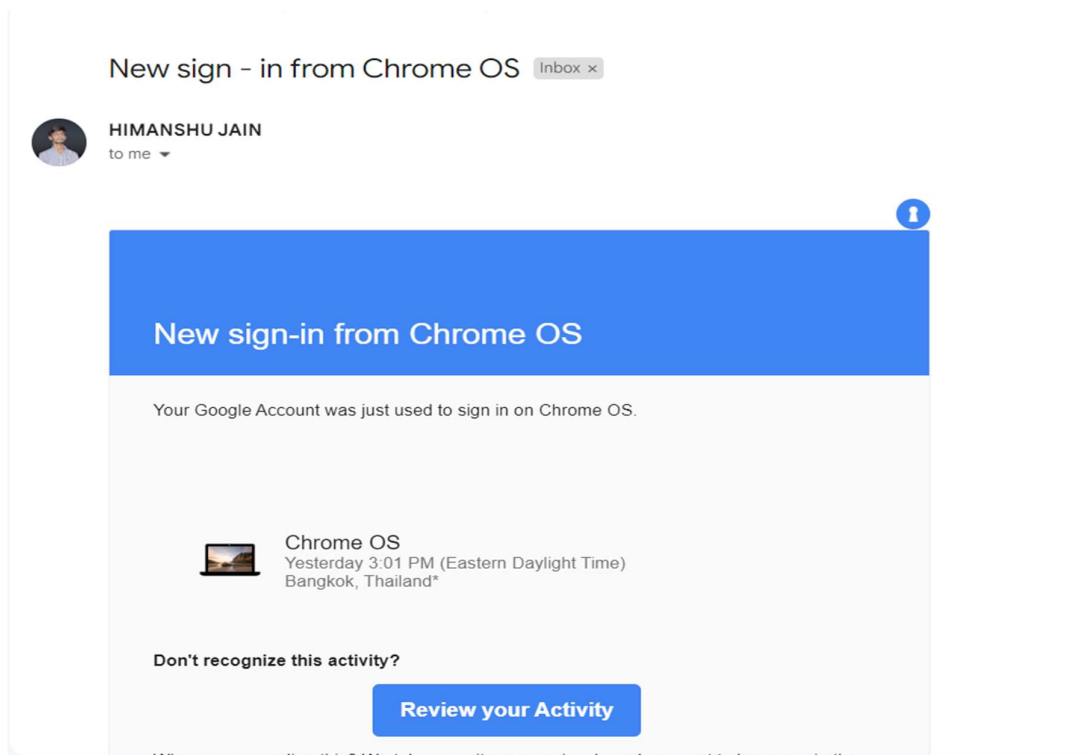 New sign - in from Chrome OS Inbox ×
HIMANSHU JAIN
to me
New sign-in from Chrome OS
Your Google Account was just used to sign in on Chrome OS.
Chrome OS
Yesterday 3:01 PM (Eastern Daylight Time)
Bangkok, Thailand*
Don't recognize this activity?
Review your Activity